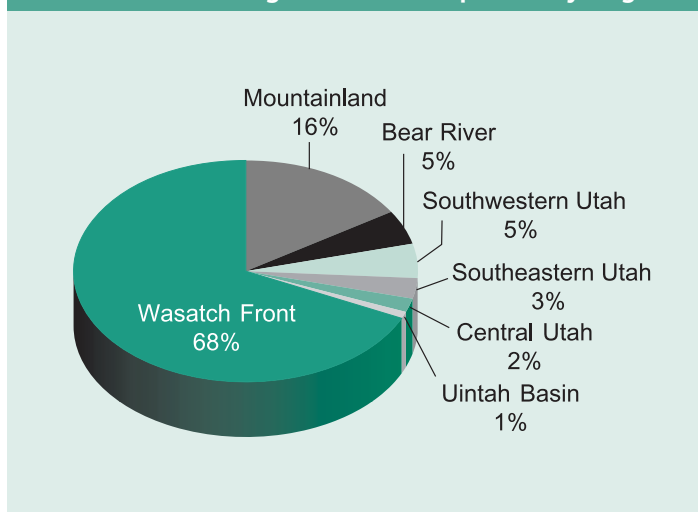 Mountainland
16%
Bear River
5%
Southwestern Utah
5%
Southeastern Utah
3%
Wasatch Front
68%
Central Utah
2%
Uintah Basin
1%